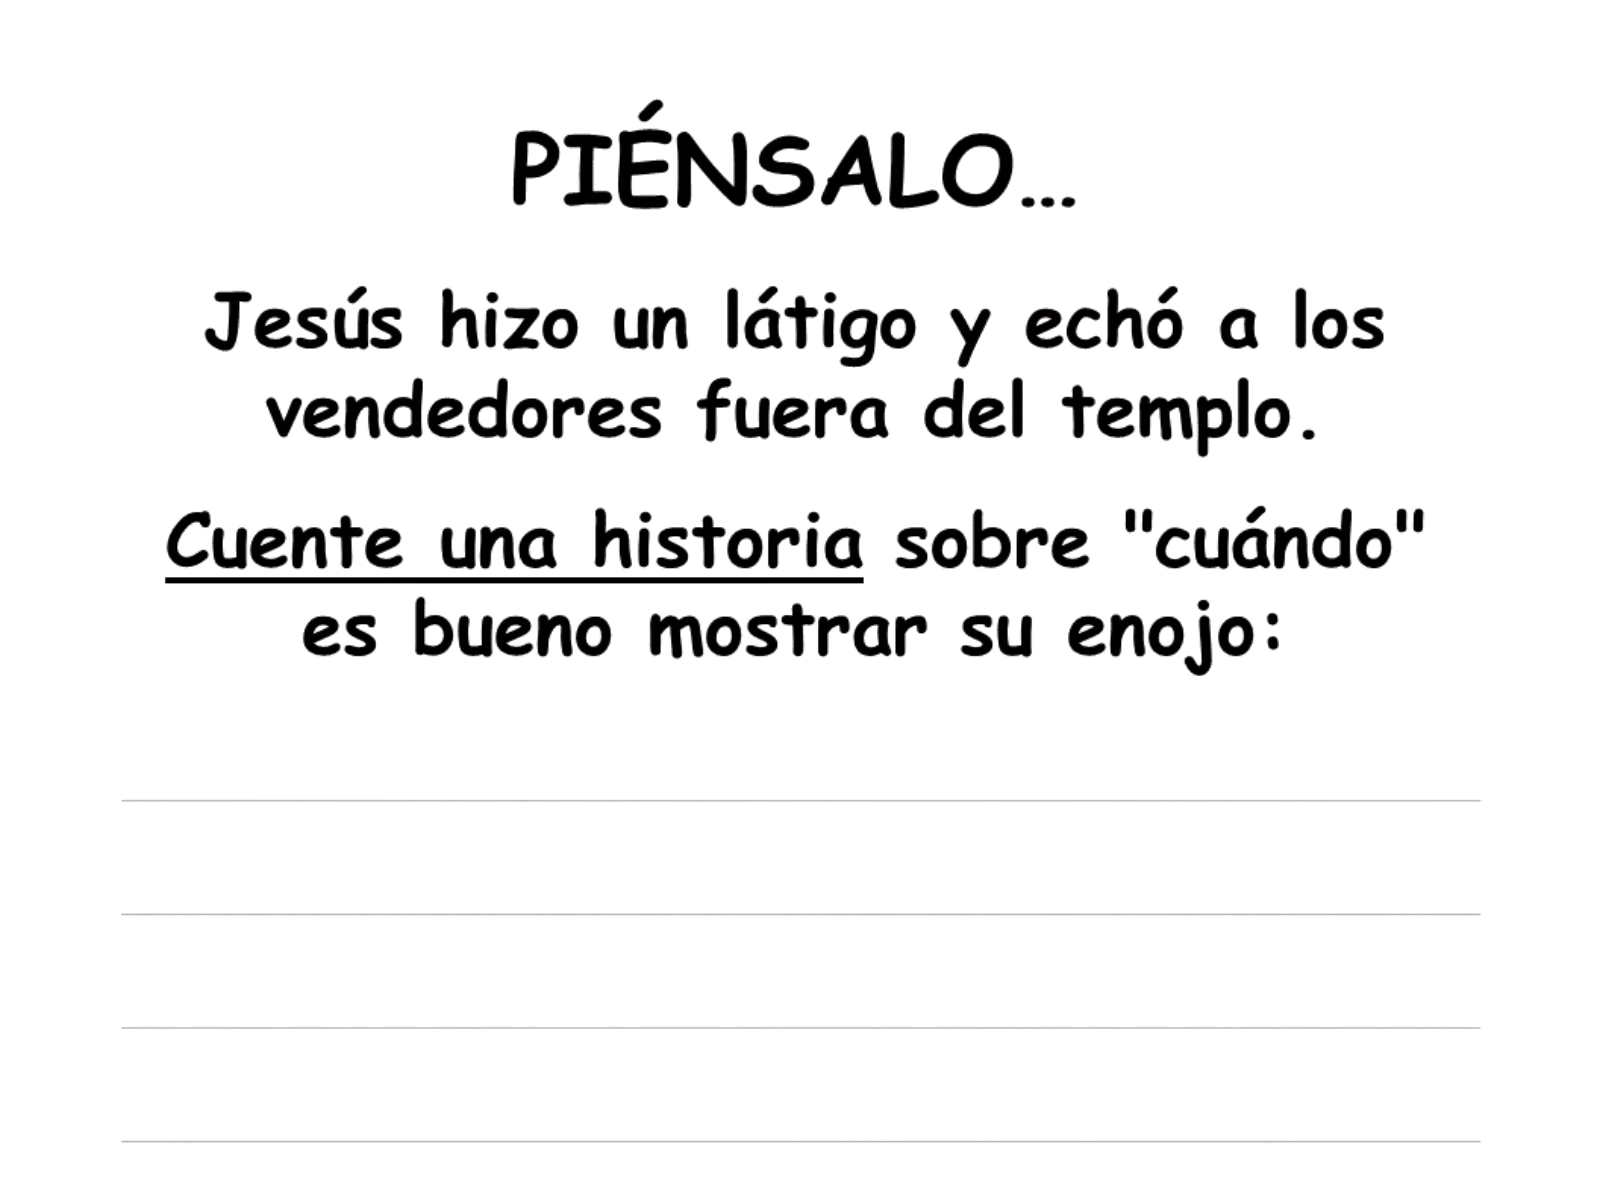 PIÉNSALO...
Jesús hizo un látigo y echó a los
vendedores fuera del templo.
Cuente una historia sobre "cuándo"
es bueno mostrar su enojo: